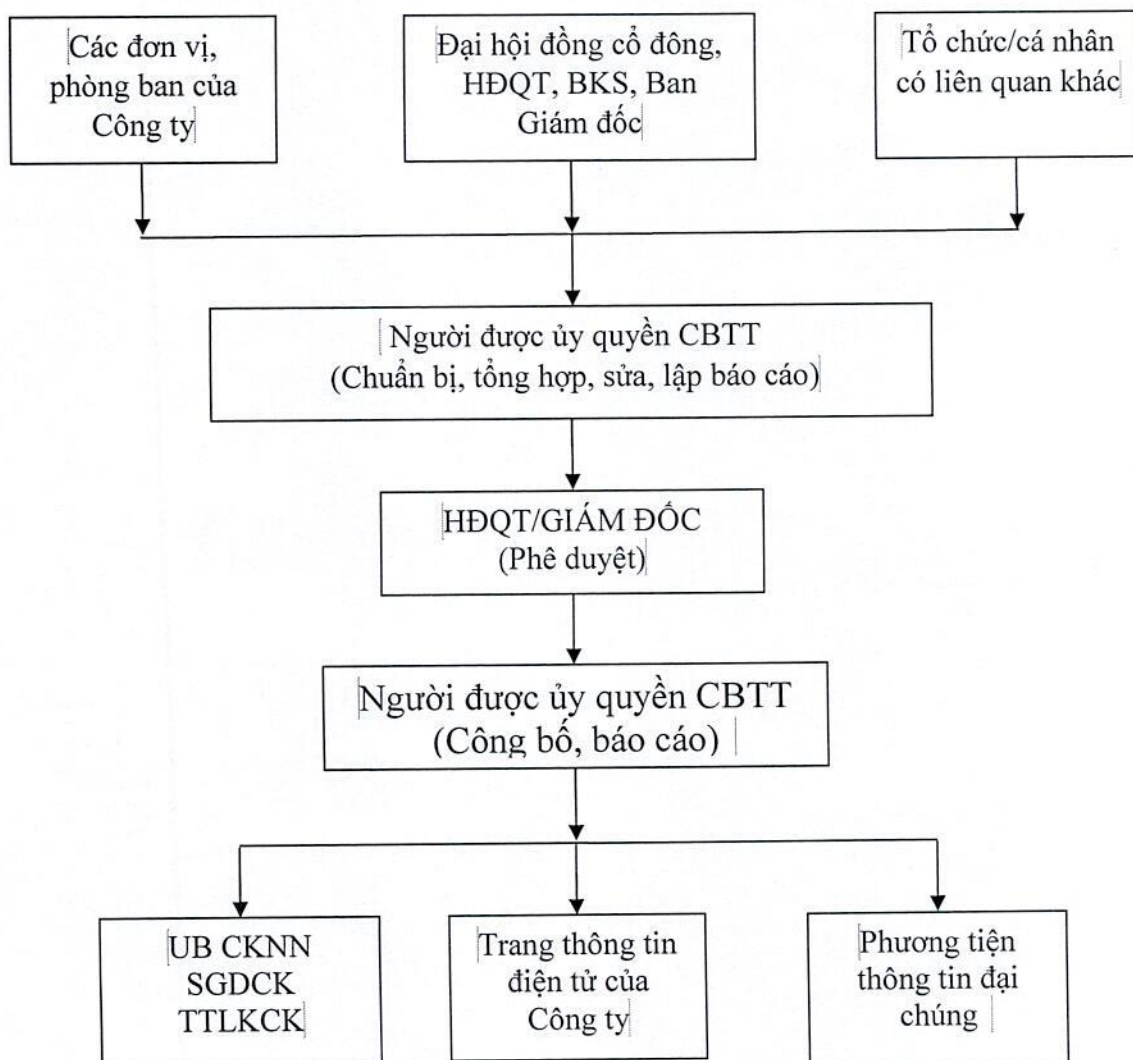 Các đơn vị,
phòng ban của
Công ty
Đại hội đồng cổ đông,
HĐQT, BKS, Ban
Giám đốc
Tổ chức/cá nhân
có liên quan khác
Người được ủy quyền CBTT
(Chuẩn bị, tổng hợp, sửa, lập báo cáo)
HĐQT/GIÁM ĐỐC
(Phê duyệt)
Người được ủy quyền CBTT
(Công bố, báo cáo)
UB CKNN
SGDCK
TTLKCK
Trang thông tin
điện tử của
Công ty
Phương tiện
thông tin đại
chúng